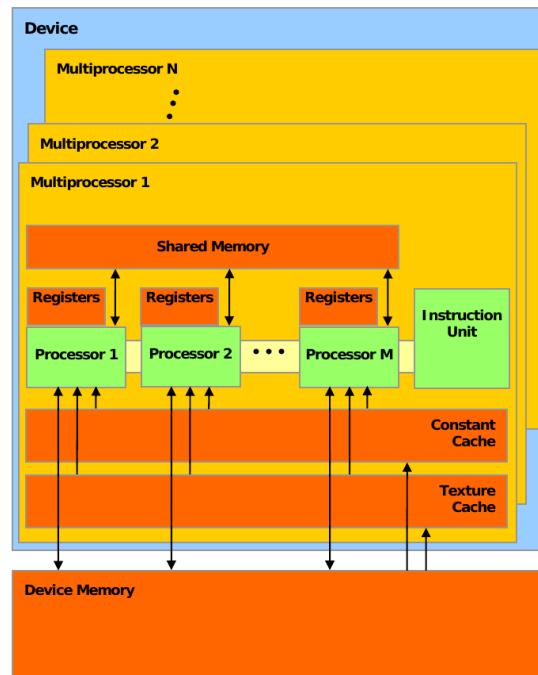 Device
Multiprocessor N
Multiprocessor 2
Multiprocessor 1
Shared Memory
Registers
Registers
Registers
Instruction
Unit
Processor 1
Processor 2
Processor M
Constant
Cache
Texture
Cache
Device Memory